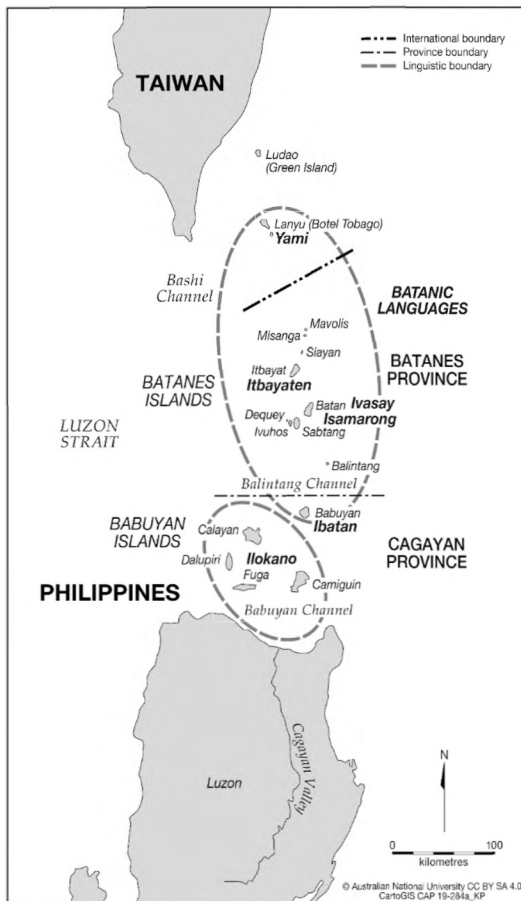 International boundary
Province boundary
Linguistic boundary
TAIWAN
Ludao
(Green Island)
Lanyu (Botel Tobago)
Yami
Bashi
Channel
BATANIC
LANGUAGES
Mavolis
Misanga
Siayan
Itbayat
Itbayaten
BATANES
PROVINCE
BATANES
ISLANDS
Batan Ivasay
Isamarong
Dequey
Ivuhos
Sabtang
LUZON
STRAIT
Balintang
Balintang Channel
Babuyan
Ibatan
BABUYAN
ISLANDS
Calayan
CAGAYAN
PROVINCE
Dalupiri
Ilokano
Fuga
Camiguin
PHILIPPINES
Babuyan Channel
Cagayan Valley
Luzon
N
0 100
kilometres
© Australian National University CC BY SA 4.0
CartoGIS CAP 19-284a_KP